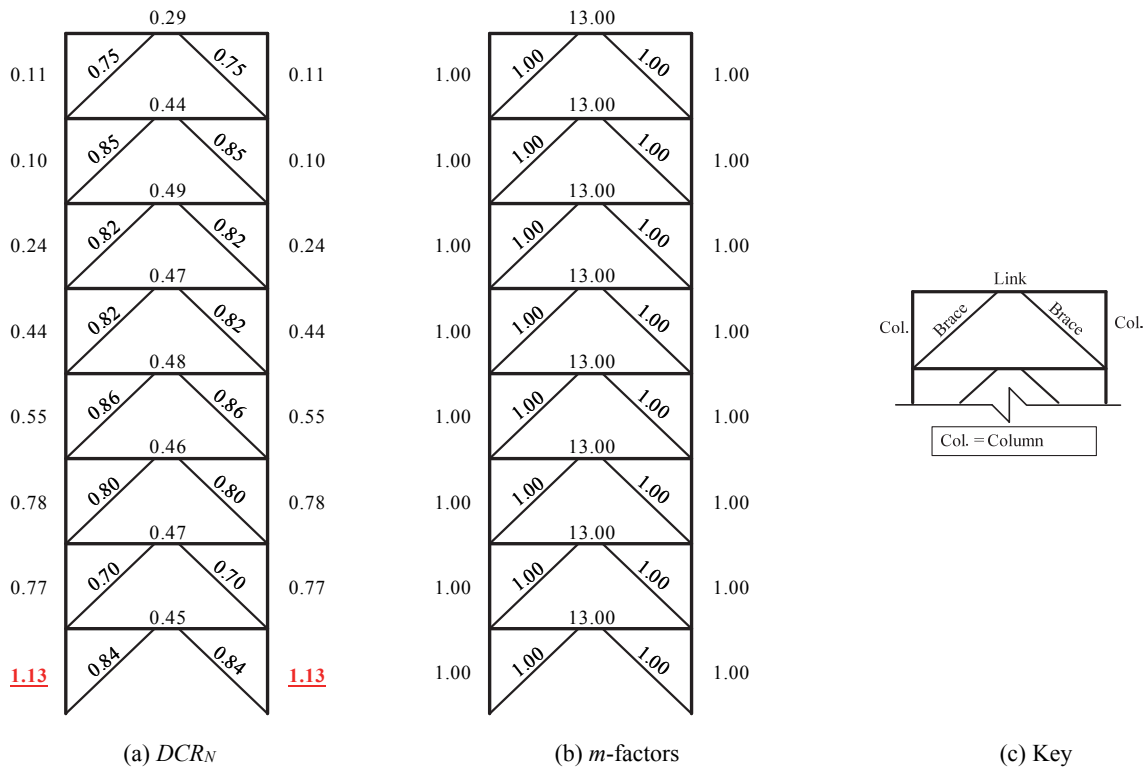 0.29
0.11 0.75 0.75 0.11
0.44
0.10 0.85 0.85 0.10
0.49
0.24 0.82 0.82 0.24
0.47
0.44 0.82 0.82 0.44
0.48
0.55 0.86 0.86 0.55
0.46
0.78 0.80 0.80 0.78
0.47
0.77 0.70 0.70 0.77
0.45
1.13 0.84 0.84 1.13
(a) DCRN
13.00
1.00 1.00 1.00 1.00
13.00
1.00 1.00 1.00 1.00
13.00
1.00 1.00 1.00 1.00
13.00
1.00 1.00 1.00 1.00
13.00
1.00 1.00 1.00 1.00
13.00
1.00 1.00 1.00 1.00
13.00
1.00 1.00 1.00 1.00
13.00
1.00 1.00 1.00 1.00
(b) m-factors
Link
Col. Brace Brace Col.
Col. = Column
(c) Key